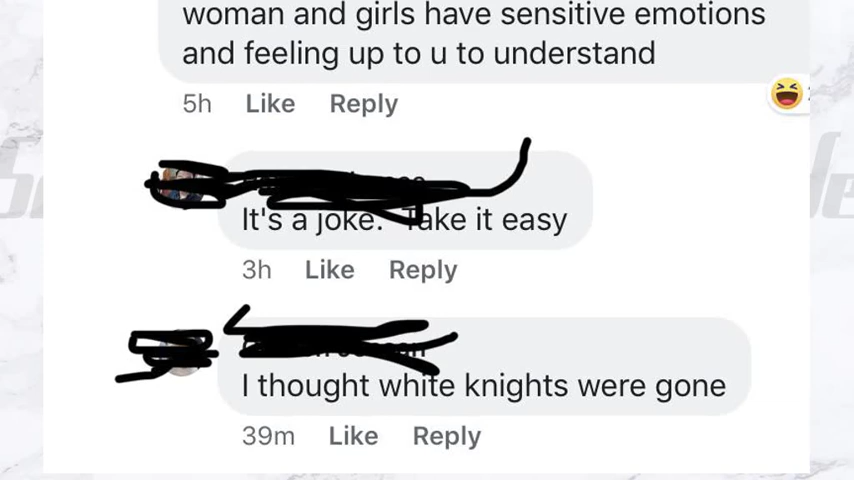 woman and girls have sensitive emotions
and feeling up to u to understand
5h Like Reply
It's a joke. Take it easy
3h Like Reply
I thought white knights were gone
39m Like Reply